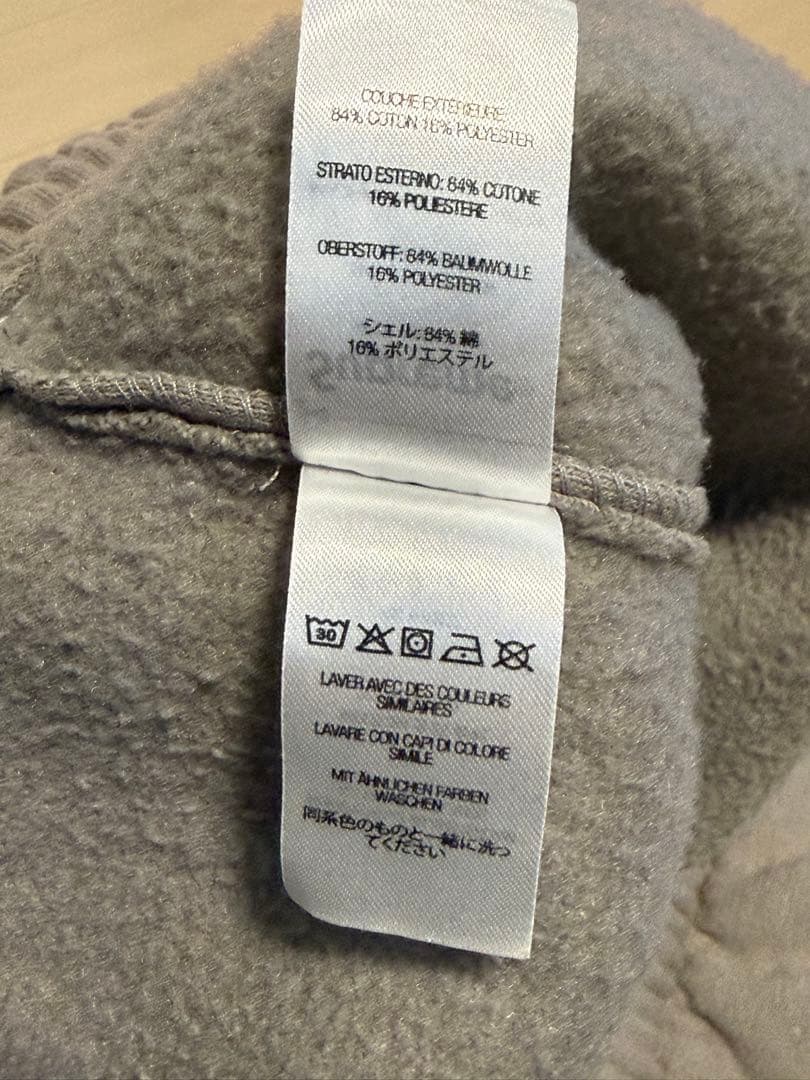 COUCHE EXTÉRIEURE
84% COTON 16% POLYESTER
STRATO ESTERNO: 84% COTONE
16% POLIESTERE
OBERSTOFF: 84% BAUMWOLLE
16% POLYESTER
シェル: 84% 綿
16% ポリエステル
30
LAVER AVEC DES COULEURS
SIMILAIRES
LAVARE CON CAPI DI COLORE
SIMILE
MIT ÄHNLICHEN FARBEN
WASCHEN
同系色のものと一緒に洗っ
てください